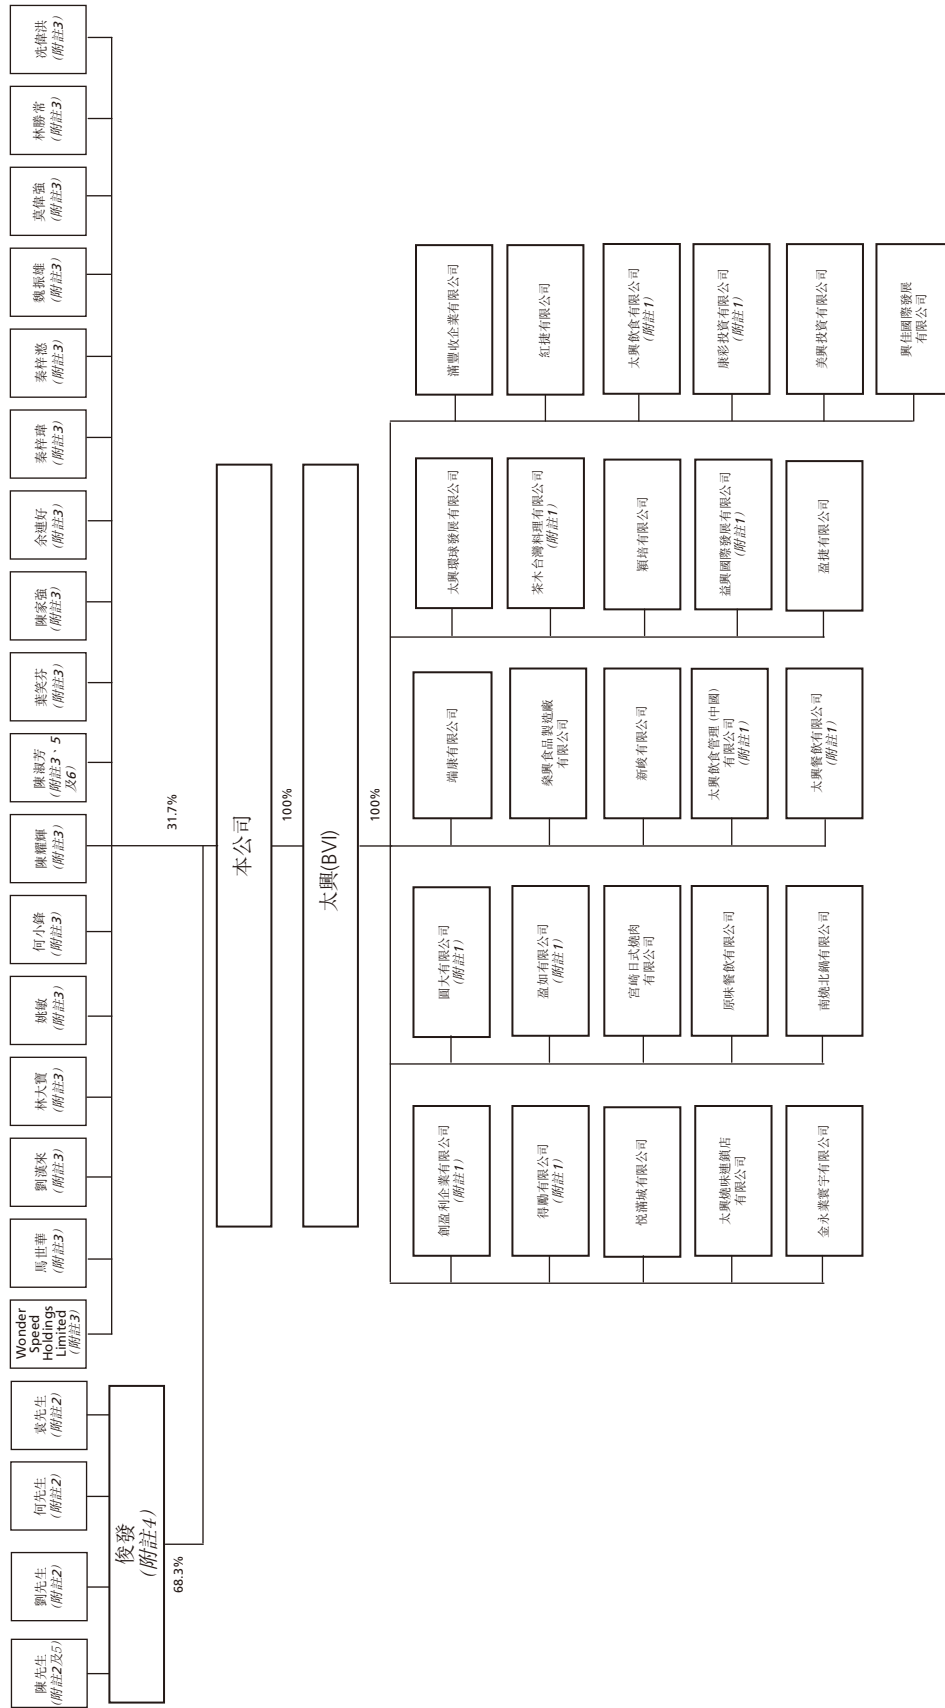 陳先生
(附註2及5)
劉先生
(附註2)
何先生
(附註2)
袁先生
(附註2)
Wonder
Speed
Holdings
Limited
(附註3)
馬世華
(附註3)
劉漢來
(附註3)
林大寶
(附註3)
姚敏
(附註3)
何小鋒
(附註3)
陳耀輝
(附註3)
陳淑芳
(附註3、5
及6)
葉笑芬
(附註3)
陳家強
(附註3)
余連好
(附註3)
秦梓瑋
(附註3)
秦梓懣
(附註3)
魏振雄
(附註3)
莫偉強
(附註3)
林勝常
(附註3)
冼偉洪
(附註3)
俊發
(附註4)
68.3%
31.7%
本公司
100%
太興(BVI)
100%
創盈利企業有限公司
(附註1)
圓大有限公司
(附註1)
端康有限公司
太興環球發展有限公司
滿豐收企業有限公司
得勵有限公司
(附註1)
盈如有限公司
(附註1)
燊興食品製造廠
有限公司
茶木台灣料理有限公司
(附註1)
紅捷有限公司
悅滿城有限公司
宮崎日式燒肉
有限公司
新峻有限公司
穎培有限公司
太興飲食有限公司
(附註1)
太興燒味連鎖店
有限公司
原味餐飲有限公司
太興飲食管理 (中國)
有限公司
(附註1)
益興國際發展有限公司
(附註1)
康彩投資有限公司
(附註1)
金永業寰宇有限公司
南燒北鍋有限公司
太興餐飲有限公司
(附註1)
盈捷有限公司
美興投資有限公司
興佳國際發展
有限公司